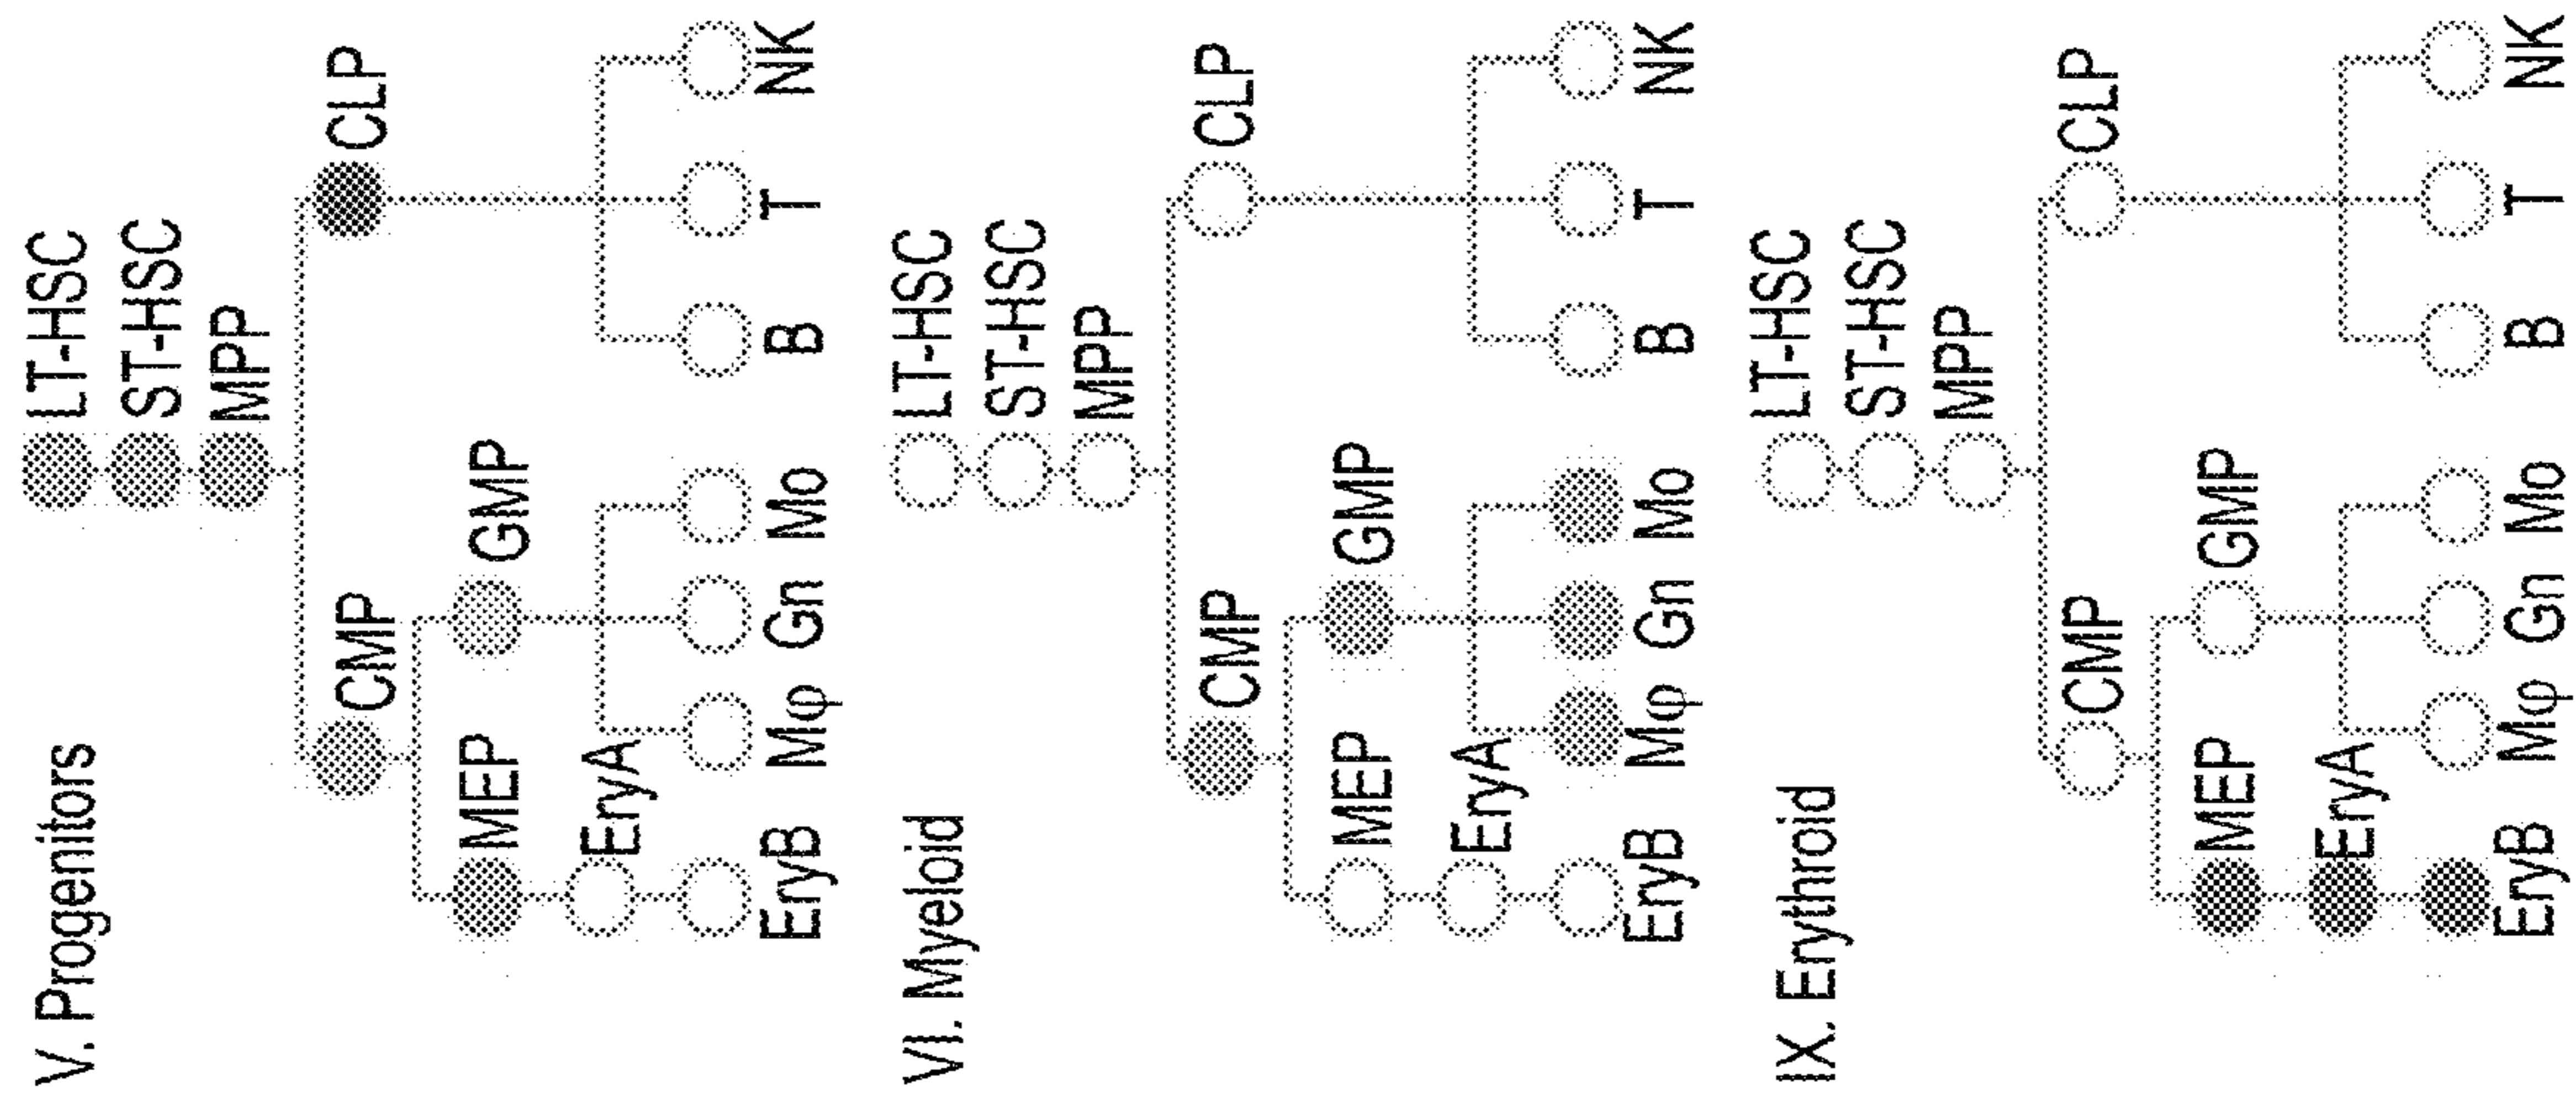 V. Progenitors
LT-HSC
ST-HSC
MPP
CMP
CLP
MEP
GMP
EryA
EryB
Mφ
Gn
Mo
B
T
NK
VI. Myeloid
LT-HSC
ST-HSC
MPP
CMP
CLP
MEP
GMP
EryA
EryB
Mφ
Gn
Mo
B
T
NK
IX. Erythroid
LT-HSC
ST-HSC
MPP
CMP
CLP
MEP
GMP
EryA
EryB
Mφ
Gn
Mo
B
T
NK